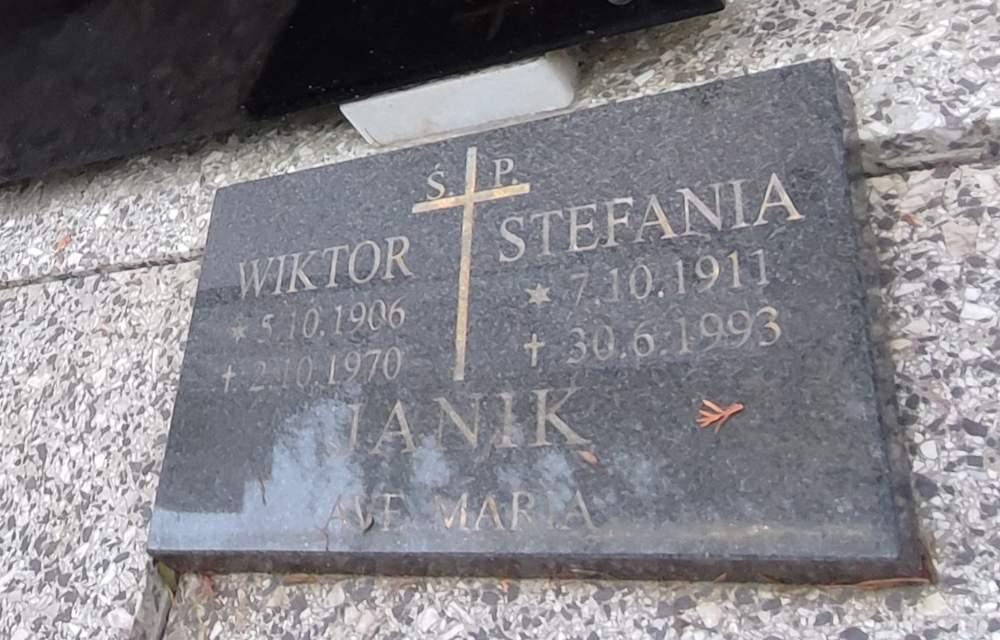 Ś. P.
WIKTOR
* 5.10.1906
† 2.10.1970
STEFANIA
* 7.10.1911
† 30.6.1993
JANIK
AVE MARIA